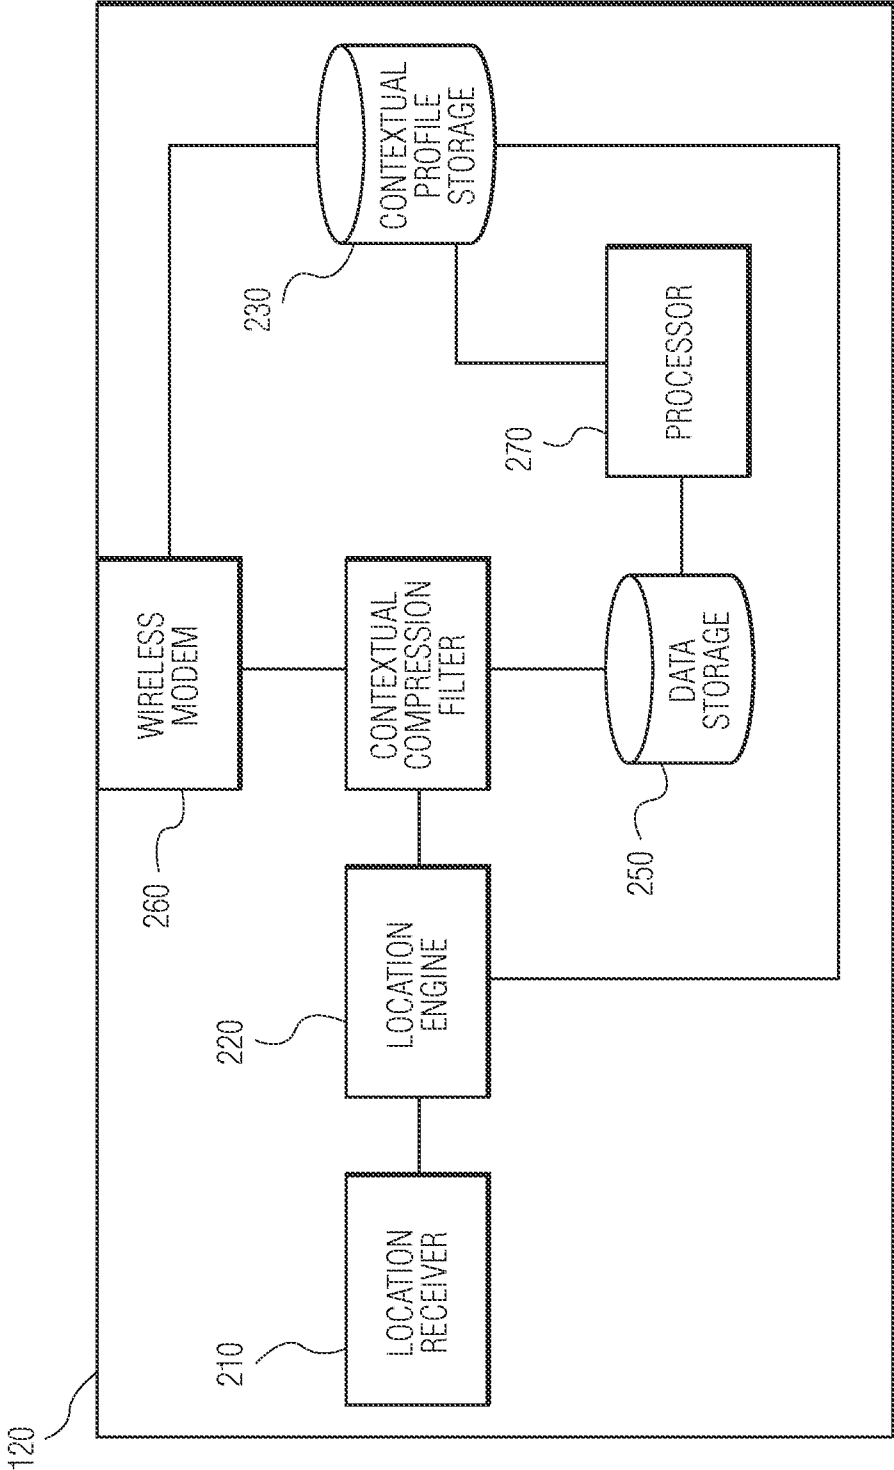 120
260
WIRELESS
MODEM
210
LOCATION
RECEIVER
220
LOCATION
ENGINE
CONTEXTUAL
COMPRESSION
FILTER
230
CONTEXTUAL
PROFILE
STORAGE
250
DATA
STORAGE
270
PROCESSOR